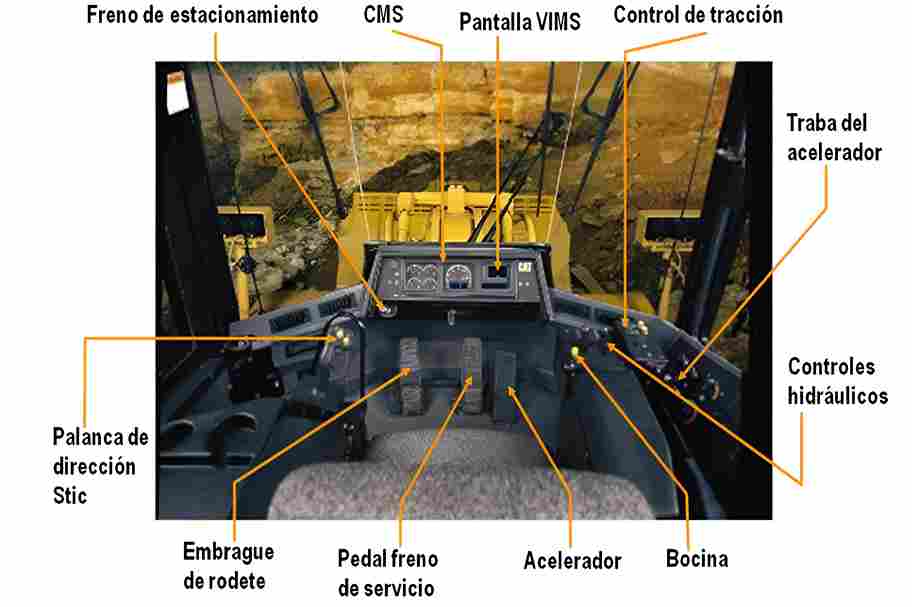 Freno de estacionamiento
CMS
Pantalla VIMS
Control de tracción
Traba del
acelerador
CAT
Controles
hidráulicos
Palanca de
dirección
Stic
Embrague
de rodete
Pedal freno
de servicio
Acelerador
Bocina